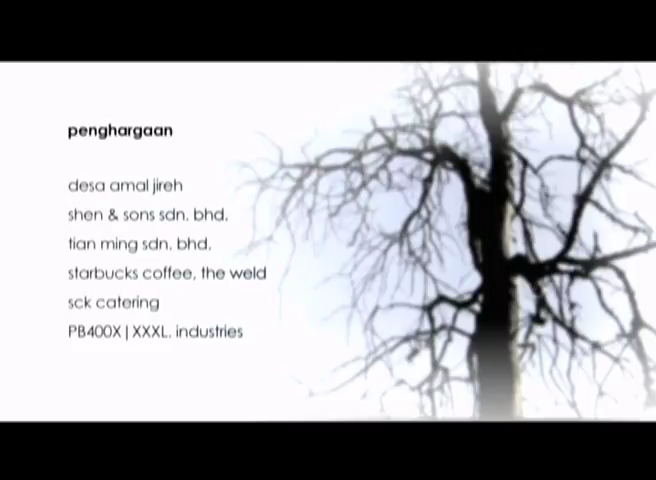 penghargaan
desa amal jireh
shen & sons sdn. bhd.
tian ming sdn. bhd.
starbucks coffee, the weld
sck catering
PB400X | XXXL. industries